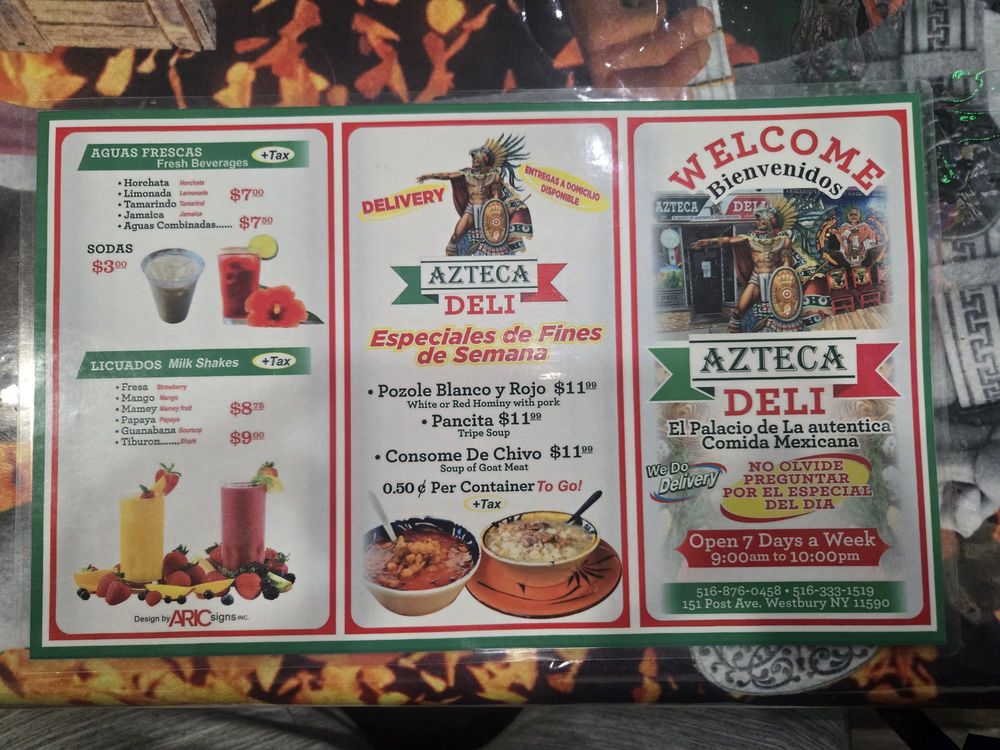 AGUAS FRESCAS
Fresh Beverages +Tax
• Horchata Horchata
• Limonada Lemonade $7.00
• Tamarindo Tamarind
• Jamaica Jamaica
• Aguas Combinadas...... $7.50
SODAS
$3.00
LICUADOS Milk Shakes +Tax
• Fresa Strawberry
• Mango Mango
• Mamey Mamey fruit $8.75
• Papaya Papaya
• Guanabana Soursop
• Tiburon.......Shark $9.00
Design by ARIC signs INC.
DELIVERY
ENTREGAS A DOMICILIO
DISPONIBLE
AZTECA
DELI
Especiales de Fines
de Semana
• Pozole Blanco y Rojo $11.99
White or Red Hominy with pork
• Pancita $11.99
Tripe Soup
• Consome De Chivo $11.99
Soup of Goat Meat
0.50 ¢ Per Container To Go!
+Tax
WELCOME
Bienvenidos
AZTECA DELI
AZTECA
DELI
El Palacio de La autentica
Comida Mexicana
We Do
Delivery
NO OLVIDE
PREGUNTAR
POR EL ESPECIAL
DEL DIA
Open 7 Days a Week
9:00am to 10:00pm
516-876-0458 • 516-333-1519
151 Post Ave. Westbury NY 11590